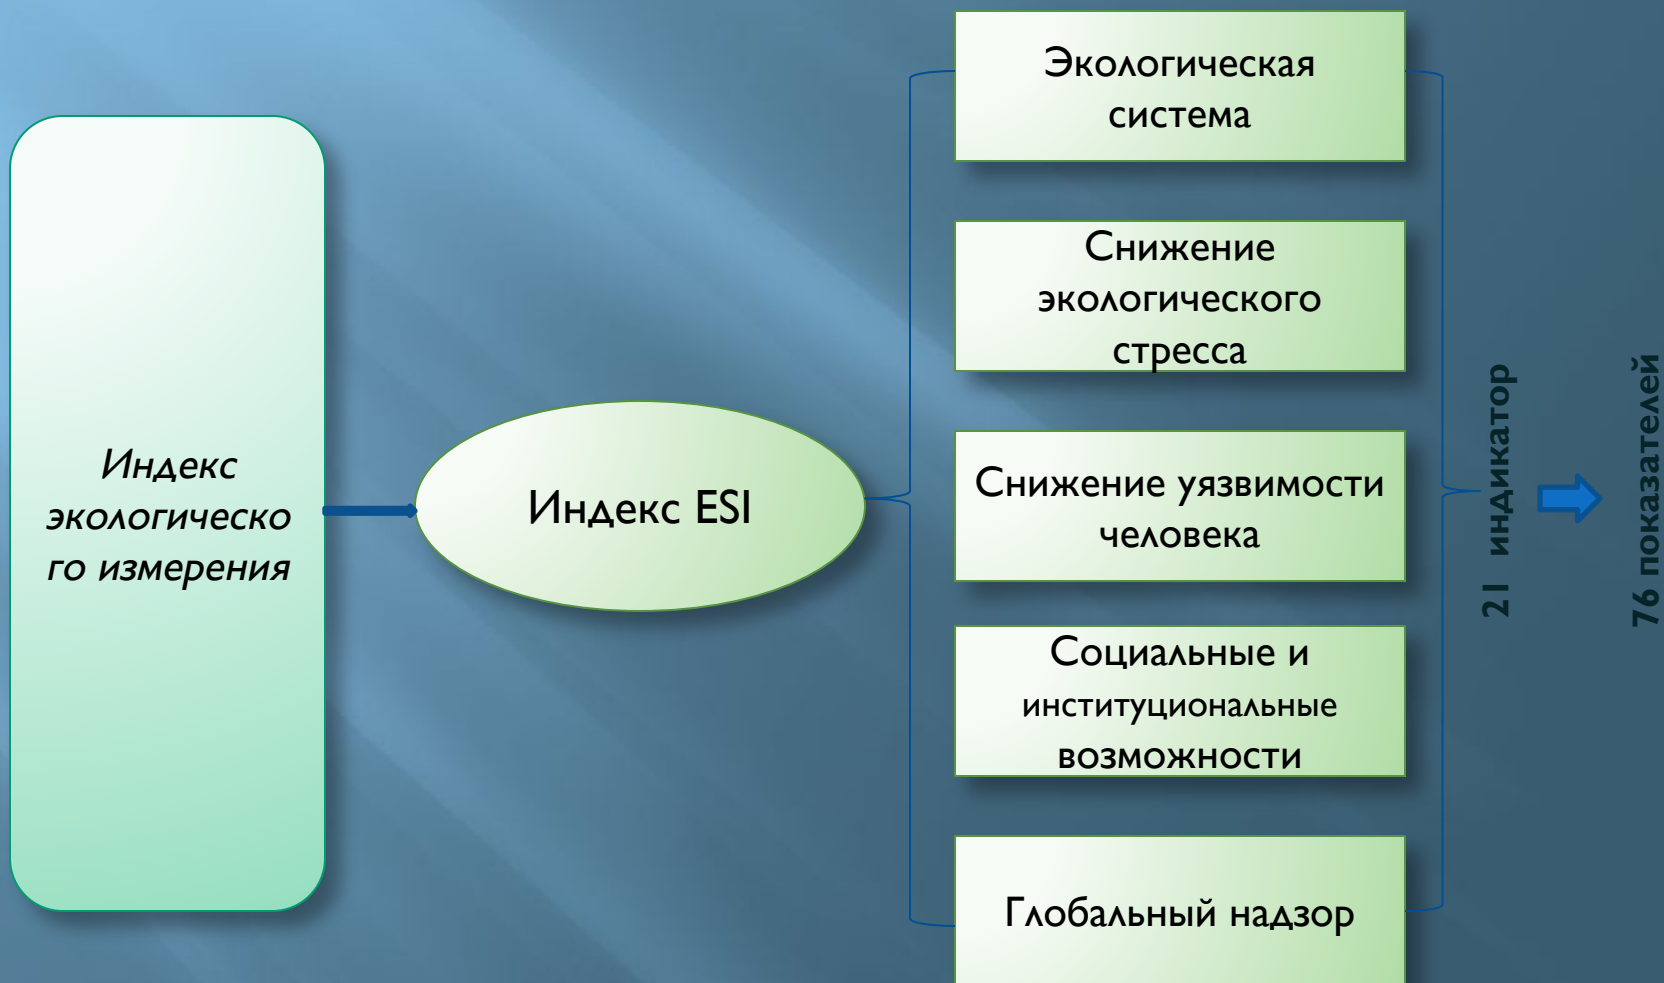 Индекс
экологическо
го измерения
Индекс ESI
Экологическая
система
Снижение
экологического
стресса
Снижение уязвимости
человека
Социальные и
институциональные
возможности
Глобальный надзор
21 индикатор
76 показателей